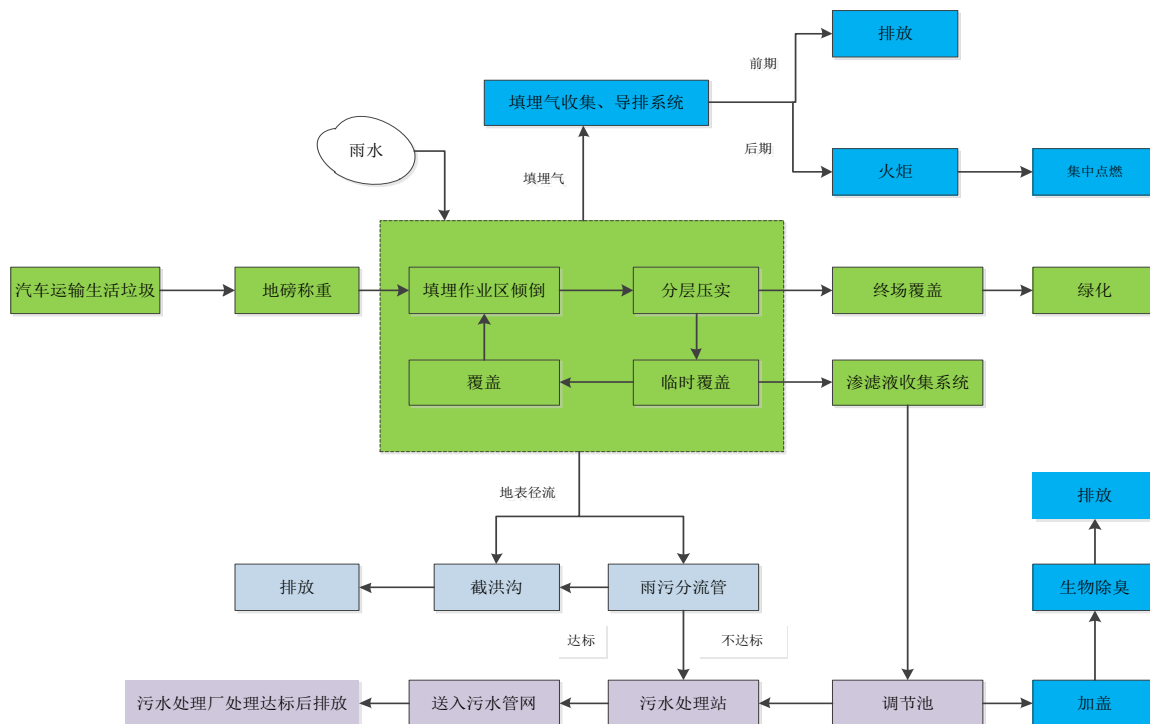 排放
前期
填埋气收集、导排系统
雨水
后期
填埋气
火炬
集中点燃
汽车运输生活垃圾
地磅称重
填埋作业区倾倒
分层压实
终场覆盖
绿化
覆盖
临时覆盖
渗滤液收集系统
地表径流
排放
排放
截洪沟
雨污分流管
生物除臭
达标
不达标
污水处理厂处理达标后排放
送入污水管网
污水处理站
调节池
加盖